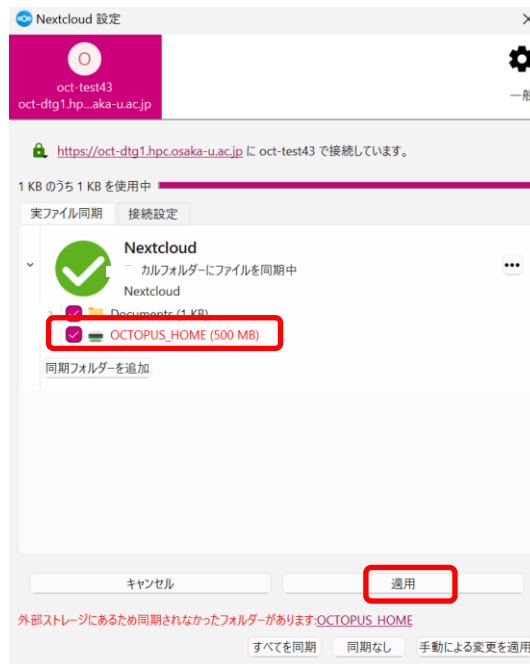 Nextcloud 設定
O
oct-test43
oct-dtg1.hp...aka-u.ac.jp
一般
https://oct-dtg1.hpc.osaka-u.ac.jp に oct-test43 で接続しています。
1 KB のうち 1 KB を使用中
実ファイル同期 接続設定
Nextcloud
カルフォルダーにファイルを同期中
Nextcloud
Documents (1 KB)
OCTOPUS_HOME (500 MB)
同期フォルダーを追加
キャンセル 適用
外部ストレージにあるため同期されなかったフォルダーがあります:OCTOPUS_HOME
すべてを同期 同期なし 手動による変更を適用